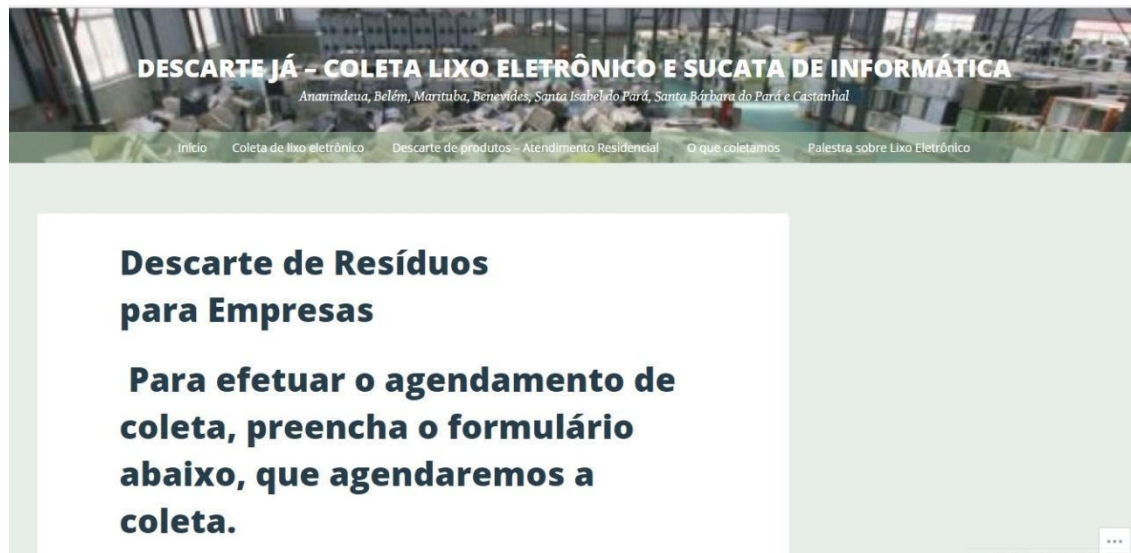 DESCARTE JÁ – COLETA LIXO ELETRÔNICO E SUCATA DE INFORMÁTICA
Ananindeua, Belém, Marituba, Benevides, Santa Isabel do Pará, Santa Bárbara do Pará e Castanhal
Início Coleta de lixo eletrônico Descarte de produtos – Atendimento Residencial O que coletamos Palestra sobre Lixo Eletrônico
Descarte de Resíduos
para Empresas
Para efetuar o agendamento de
coleta, preencha o formulário
abaixo, que agendaremos a
coleta.